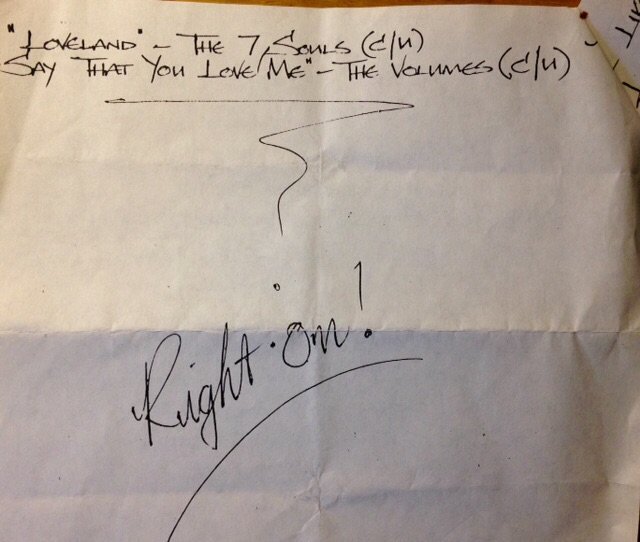 "LOVELAND" - THE 7 SOULS (C/U)
SAY THAT YOU LOVE ME" - THE VOLUMES (C/U)
Right·On!